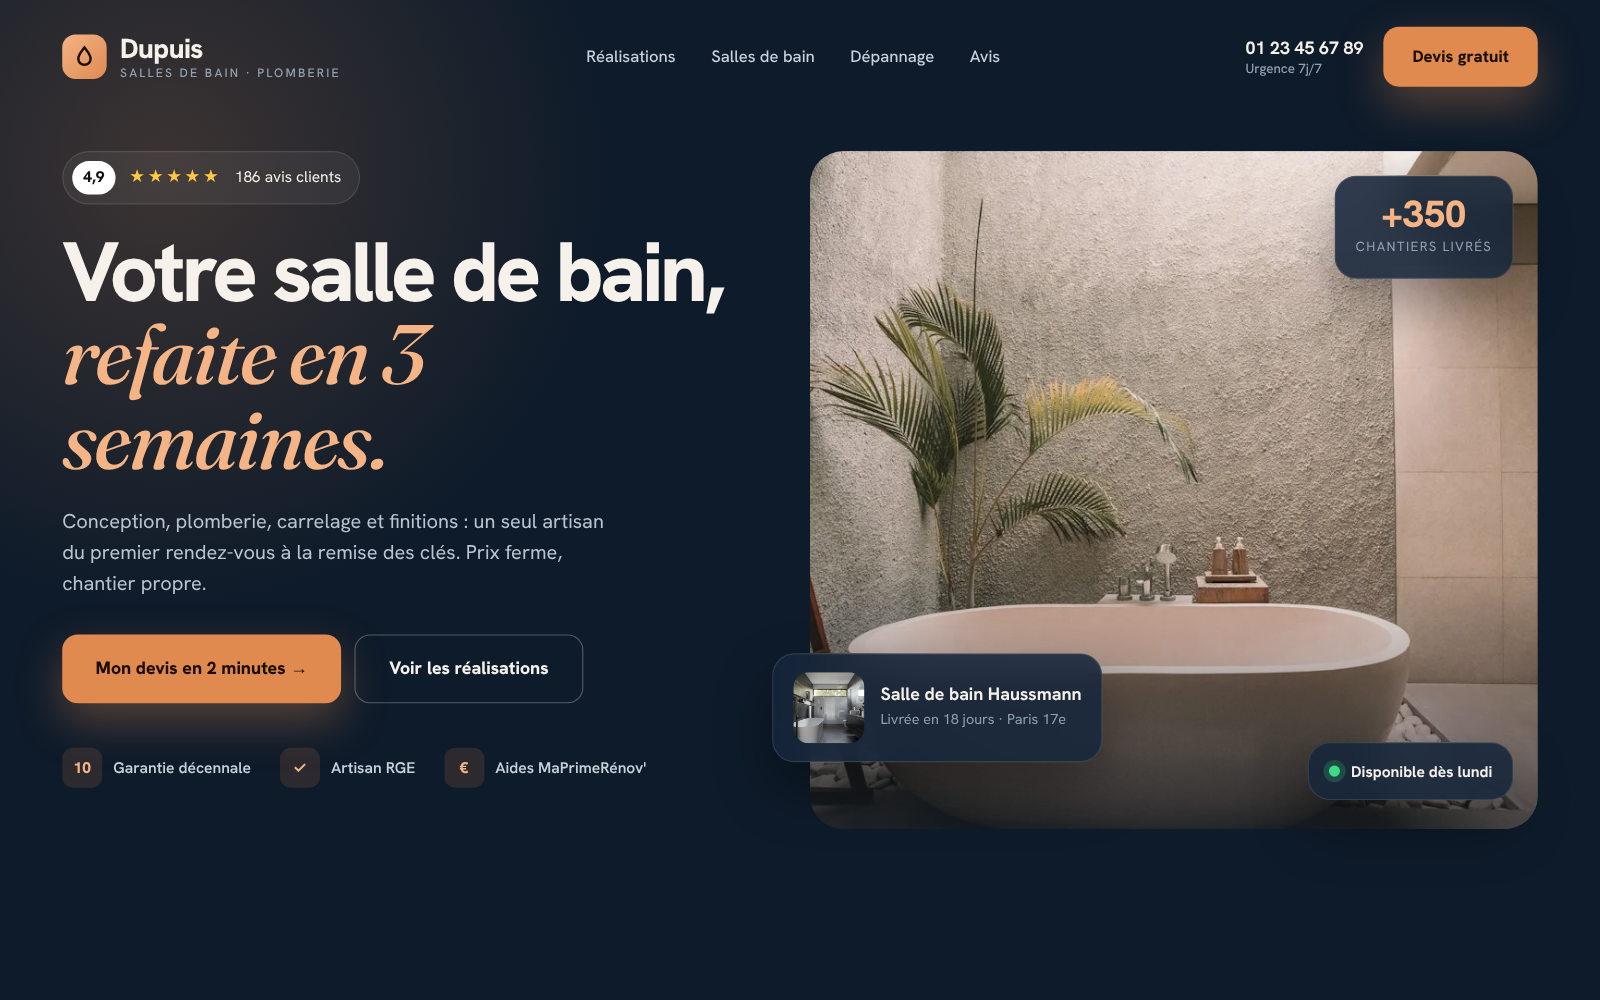 Dupuis
SALLES DE BAIN · PLOMBERIE
Réalisations
Salles de bain
Dépannage
Avis
01 23 45 67 89
Urgence 7j/7
Devis gratuit
4,9 ★★★★★ 186 avis clients
Votre salle de bain,
refaite en 3
semaines.
Conception, plomberie, carrelage et finitions : un seul artisan
du premier rendez-vous à la remise des clés. Prix ferme,
chantier propre.
Mon devis en 2 minutes →
Voir les réalisations
10 Garantie décennale
✓ Artisan RGE
€ Aides MaPrimeRénov'
+350
CHANTIERS LIVRÉS
Salle de bain Haussmann
Livrée en 18 jours · Paris 17e
Disponible dès lundi